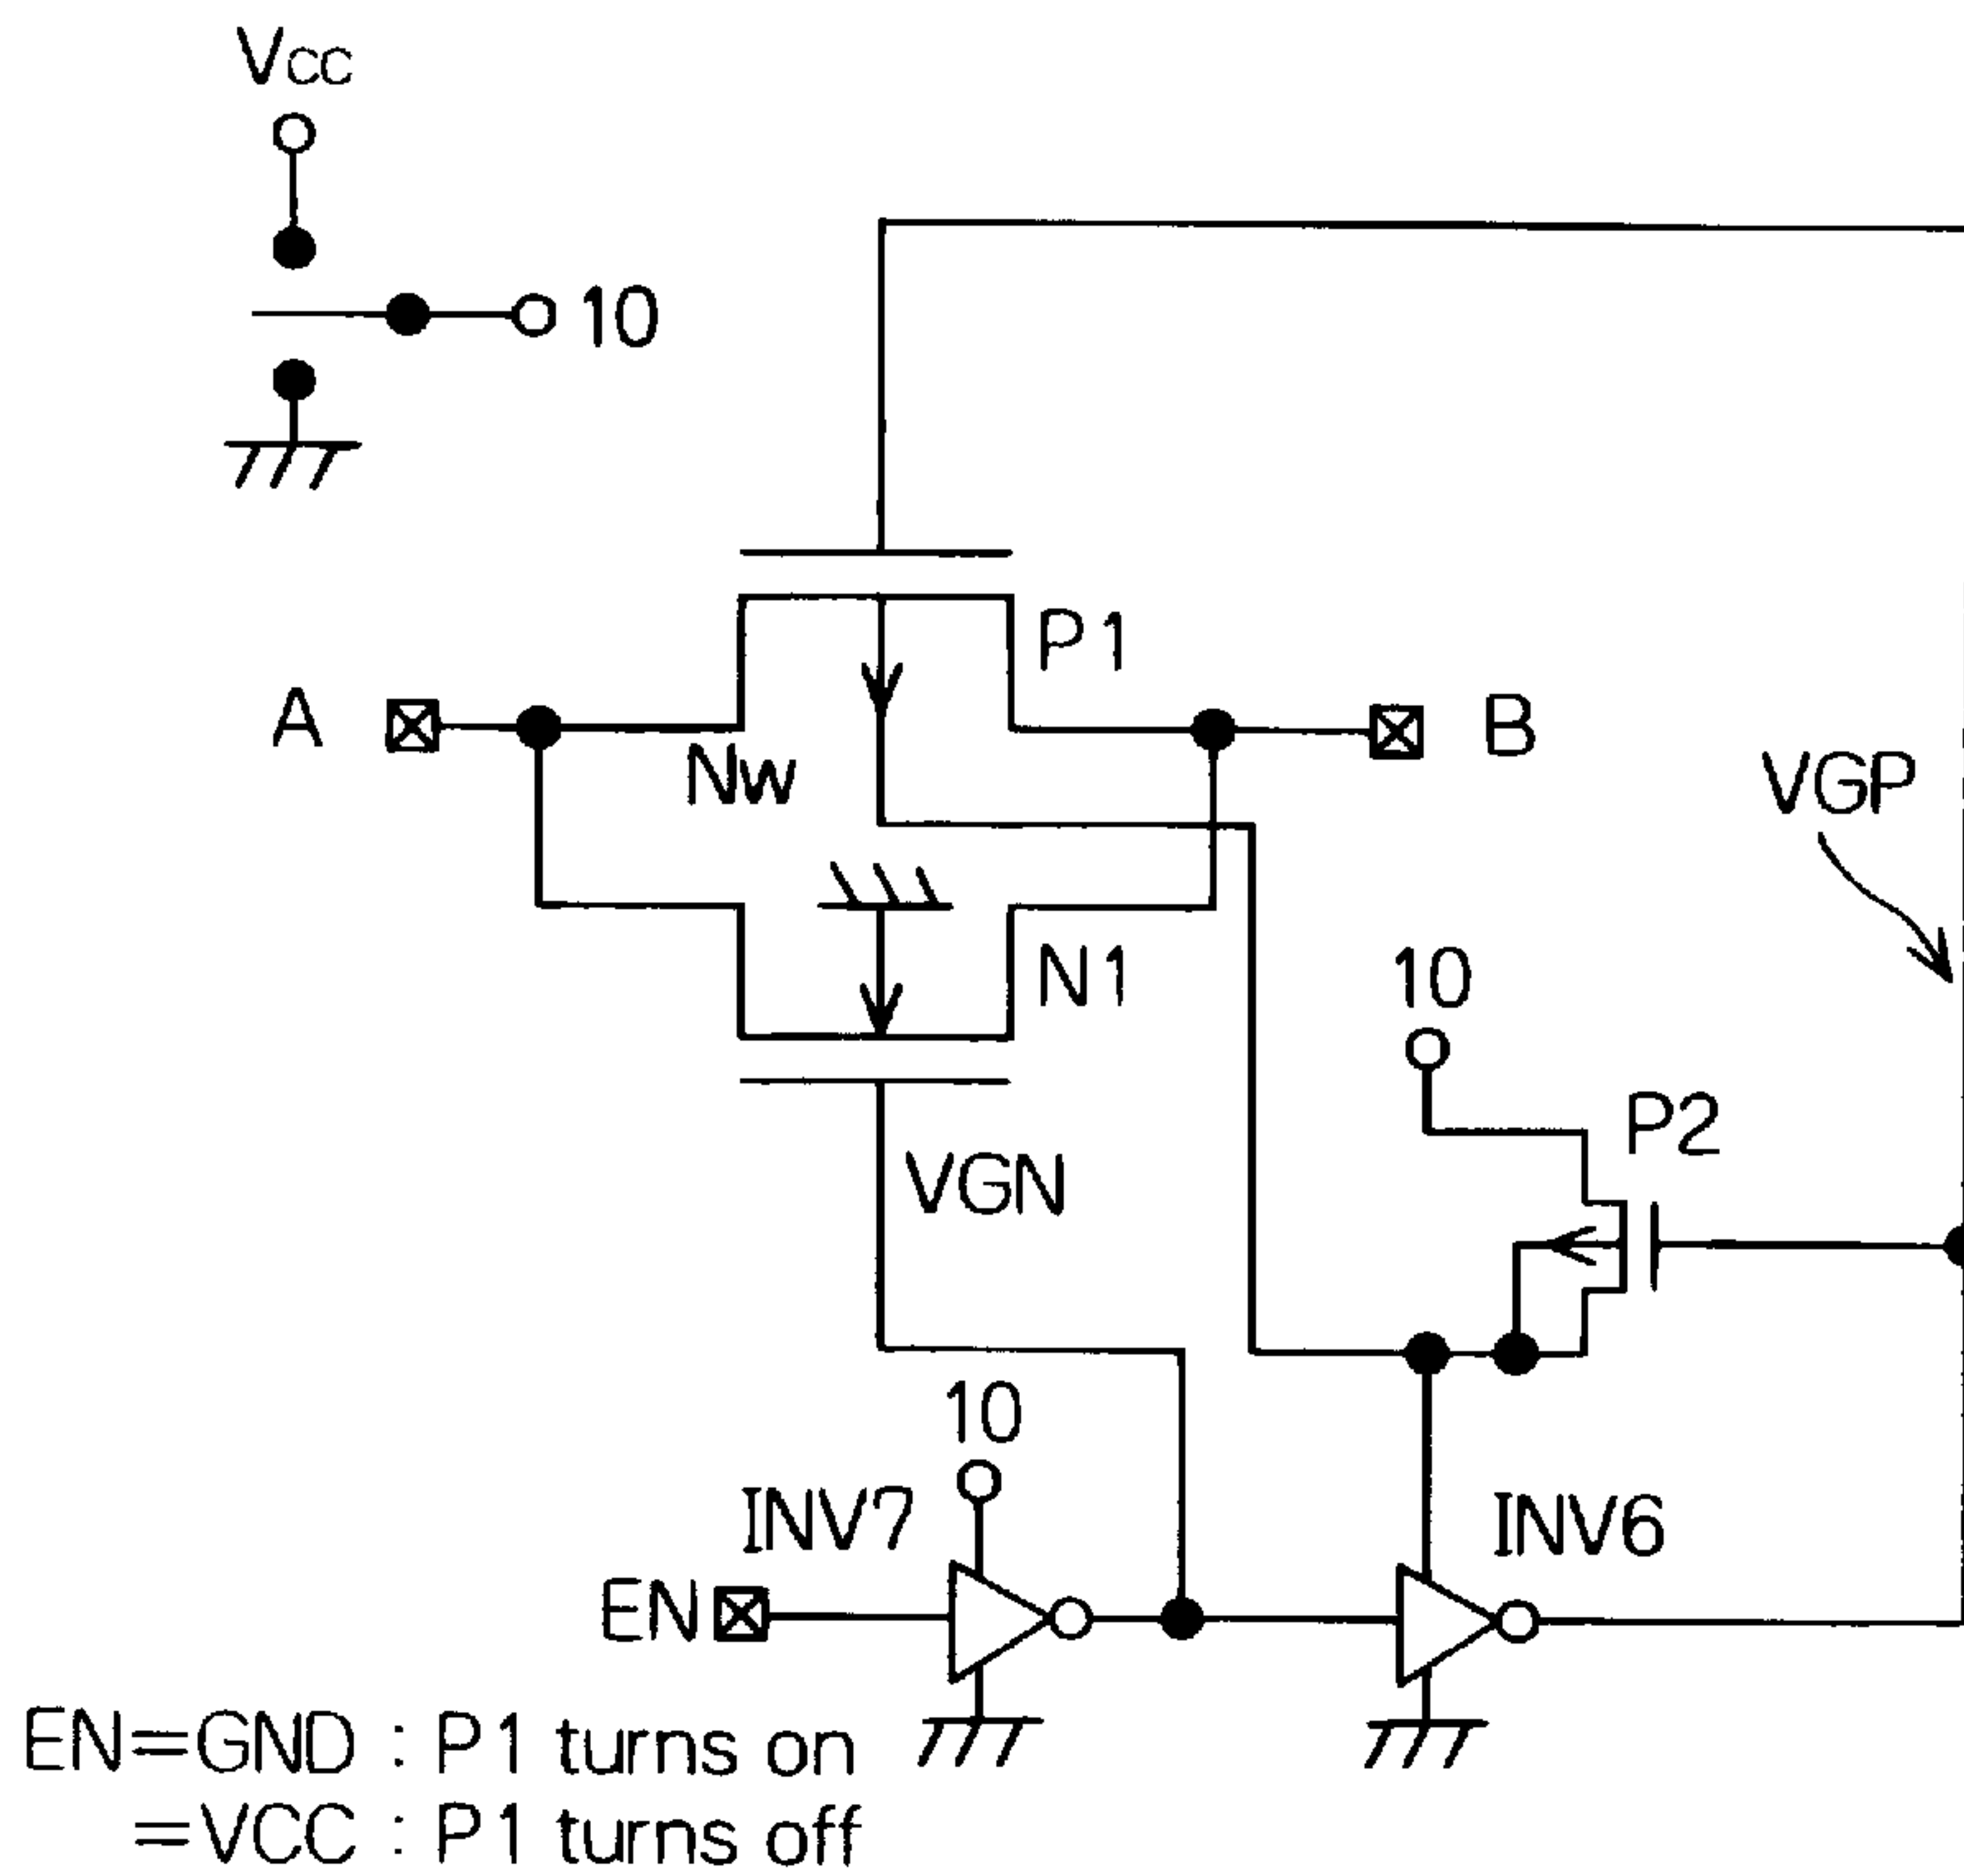 Vcc
10
P1
A
B
Nw
VGP
N1
10
P2
VGN
10
INV7
INV6
EN
EN=GND : P1 turns on
=VCC : P1 turns off